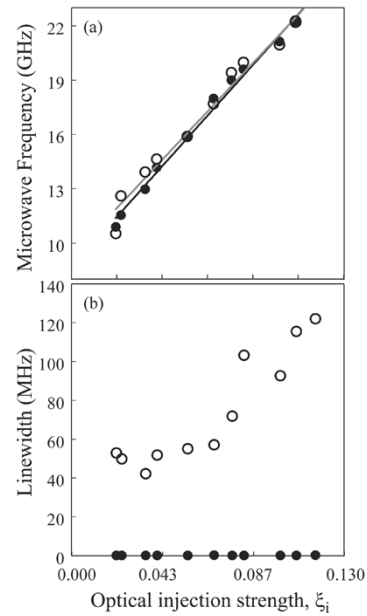 (a)
22
19
16
13
10
Microwave Frequency (GHz)
(b)
140
120
100
80
60
40
20
0
Linewidth (MHz)
0.000 0.043 0.087 0.130
Optical injection strength, ξi